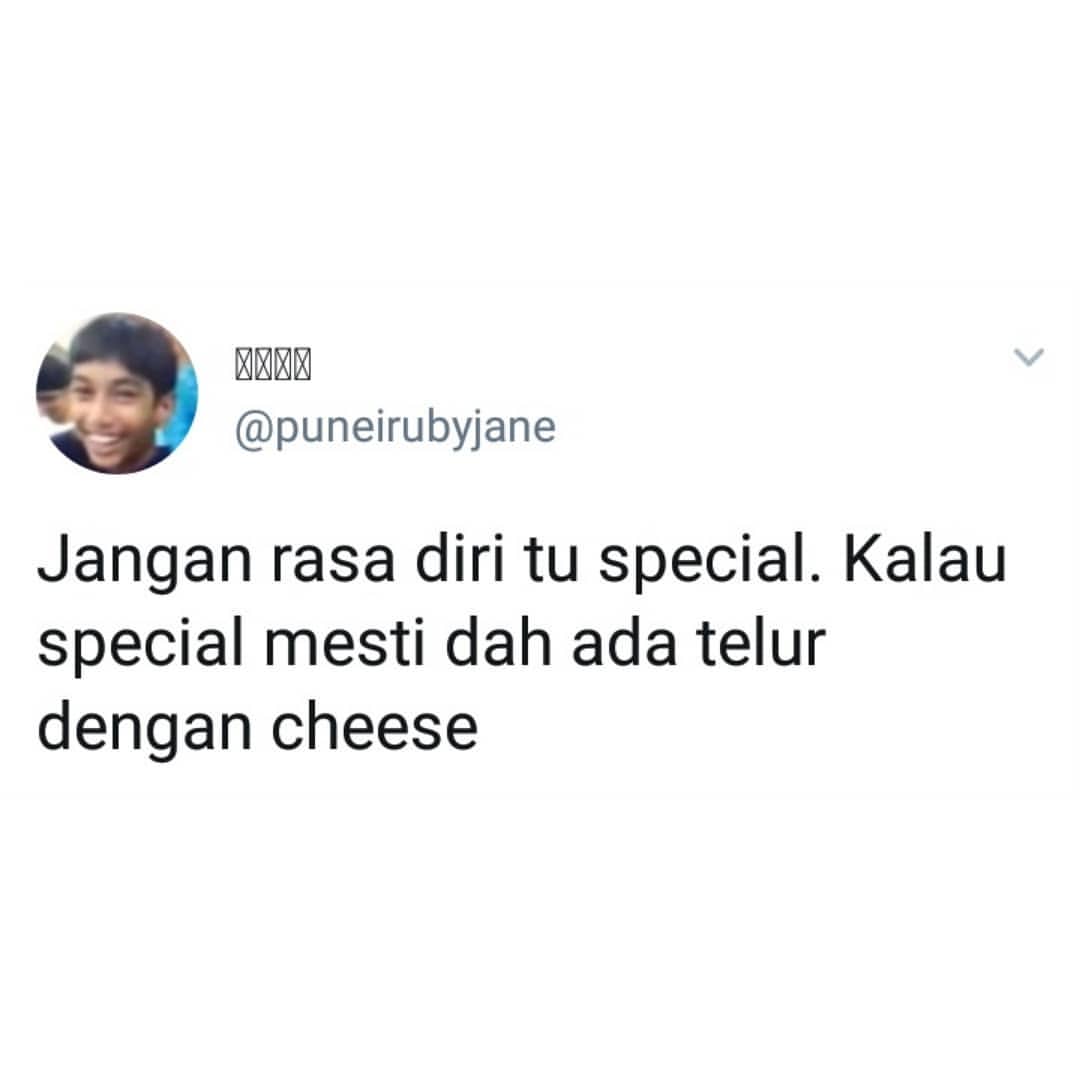 @puneirubyjane
Jangan rasa diri tu special. Kalau
special mesti dah ada telur
dengan cheese